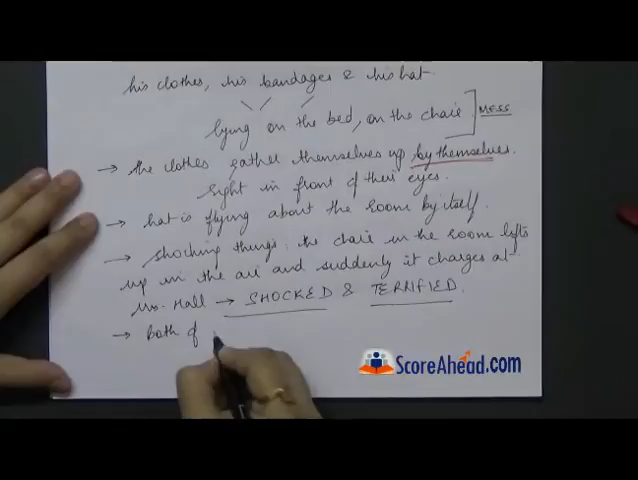 his clothes, his bandages & his hat.
lying on the bed, on the chair MESS
→ the clothes gather themselves up by themselves.
right in front of their eyes.
→ hat is flying about the room by itself.
→ shocking things: the chair in the room lifts
up in the air and suddenly it charges at
Mrs. Hall → SHOCKED & TERRIFIED.
→ Both of
ScoreAhead.com